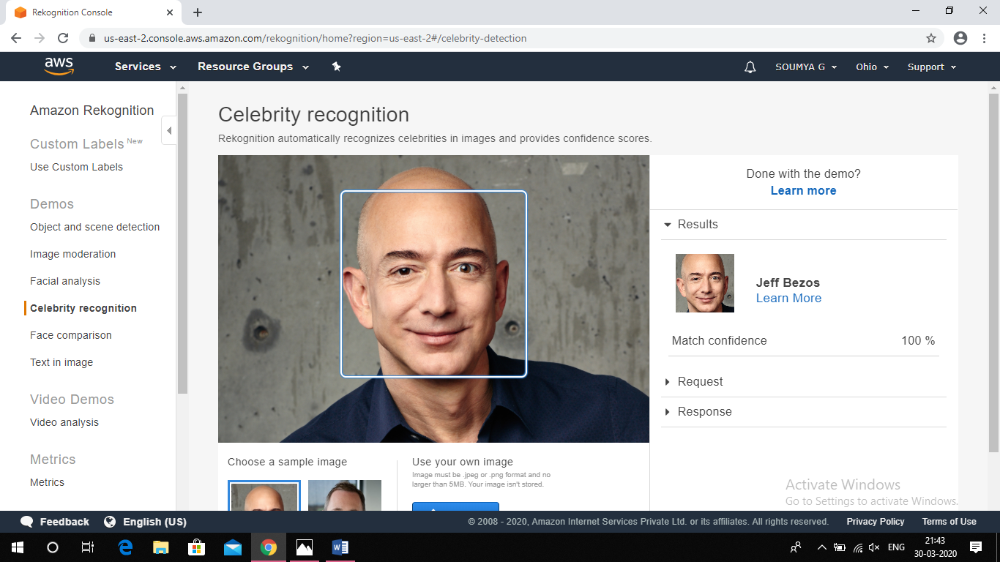 Rekognition Console
us-east-2.console.aws.amazon.com/rekognition/home?region=us-east-2#/celebrity-detection
aws
Services
Resource Groups
SOUMYA G
Ohio
Support
Amazon Rekognition
Custom Labels New
Use Custom Labels
Demos
Object and scene detection
Image moderation
Facial analysis
Celebrity recognition
Face comparison
Text in image
Video Demos
Video analysis
Metrics
Metrics
Celebrity recognition
Rekognition automatically recognizes celebrities in images and provides confidence scores.
Done with the demo?
Learn more
Results
Jeff Bezos
Learn More
Match confidence 100 %
Request
Response
Choose a sample image
Use your own image
Image must be .jpeg or .png format and no
larger than 5MB. Your image isn't stored.
Activate Windows
Go to Settings to activate Windows.
Feedback
English (US)
© 2008 - 2020, Amazon Internet Services Private Ltd. or its affiliates. All rights reserved.
Privacy Policy
Terms of Use
ENG
21:43
30-03-2020